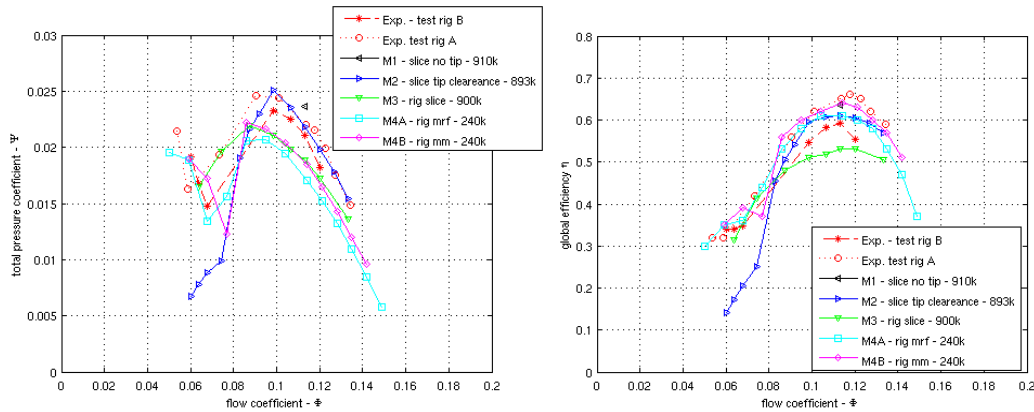 Exp. - test rig B
Exp. test rig A
M1 - slice no tip - 910k
M2 - slice tip cleareance - 893k
M3 - rig slice - 900k
M4A - rig mrf - 240k
M4B - rig mm - 240k
0.03
0.025
0.02
0.015
0.01
0.005
0
total pressure coefficient - Ψ
0 0.02 0.04 0.06 0.08 0.1 0.12 0.14 0.16 0.18 0.2
flow coefficient - Φ
0.8
0.7
0.6
0.5
0.4
0.3
0.2
0.1
0
global efficiency η
Exp. - test rig B
Exp. test rig A
M1 - slice no tip - 910k
M2 - slice tip cleareance - 893k
M3 - rig slice - 900k
M4A - rig mrf - 240k
M4B - rig mm - 240k
0 0.02 0.04 0.06 0.08 0.1 0.12 0.14 0.16 0.18 0.2
flow coefficient - Φ